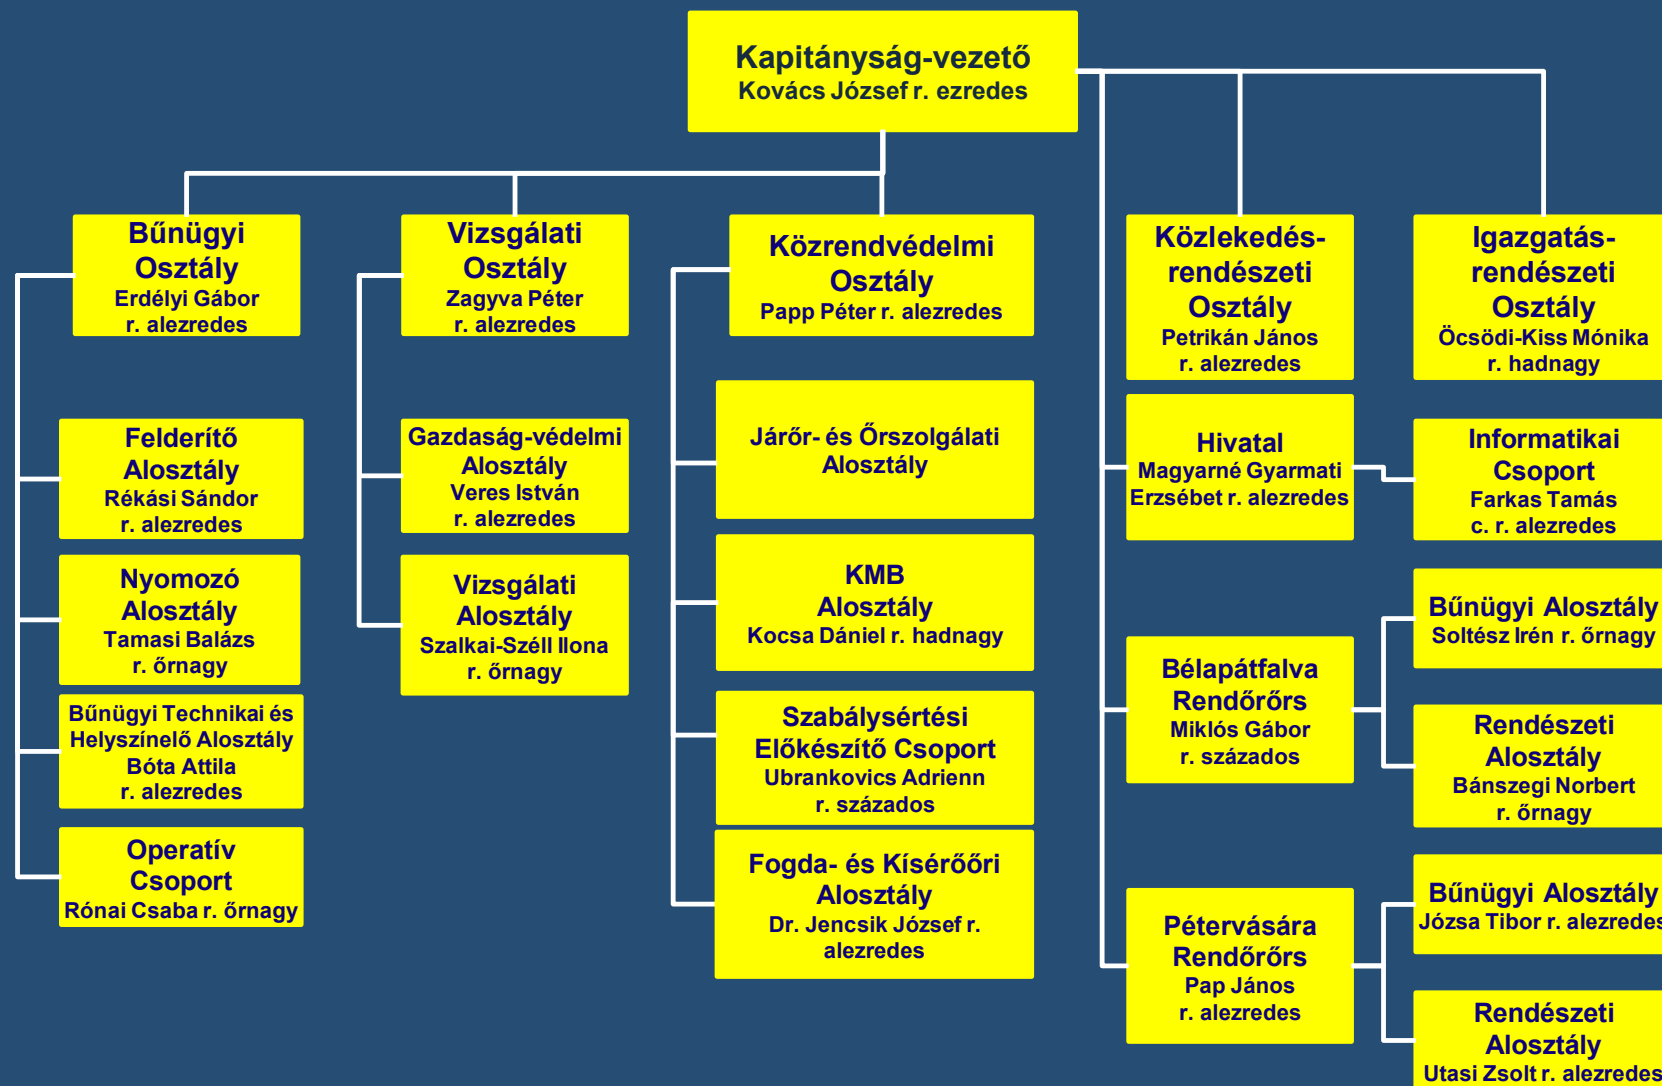 Kapitányság-vezető
Kovács József r. ezredes
Bűnügyi
Osztály
Erdélyi Gábor
r. alezredes
Vizsgálati
Osztály
Zagyva Péter
r. alezredes
Közrendvédelmi
Osztály
Papp Péter r. alezredes
Közlekedés-
rendészeti
Osztály
Petrikán János
r. alezredes
Igazgatás-
rendészeti
Osztály
Öcsödi-Kiss Mónika
r. hadnagy
Felderítő
Alosztály
Rékási Sándor
r. alezredes
Nyomozó
Alosztály
Tamasi Balázs
r. őrnagy
Bűnügyi Technikai és
Helyszínelő Alosztály
Bóta Attila
r. alezredes
Operatív
Csoport
Rónai Csaba r. őrnagy
Gazdaság-védelmi
Alosztály
Veres István
r. alezredes
Vizsgálati
Alosztály
Szalkai-Széll Ilona
r. őrnagy
Járőr- és Őrszolgálati
Alosztály
KMB
Alosztály
Kocsa Dániel r. hadnagy
Szabálysértési
Előkészítő Csoport
Ubrankovics Adrienn
r. százados
Fogda- és Kísérőőri
Alosztály
Dr. Jencsik József r.
alezredes
Hivatal
Magyarné Gyarmati
Erzsébet r. alezredes
Informatikai
Csoport
Farkas Tamás
c. r. alezredes
Bélapátfalva
Rendőrőrs
Miklós Gábor
r. százados
Bűnügyi Alosztály
Soltész Irén r. őrnagy
Rendészeti
Alosztály
Bánszegi Norbert
r. őrnagy
Pétervására
Rendőrőrs
Pap János
r. alezredes
Bűnügyi Alosztály
Józsa Tibor r. alezredes
Rendészeti
Alosztály
Utasi Zsolt r. alezredes